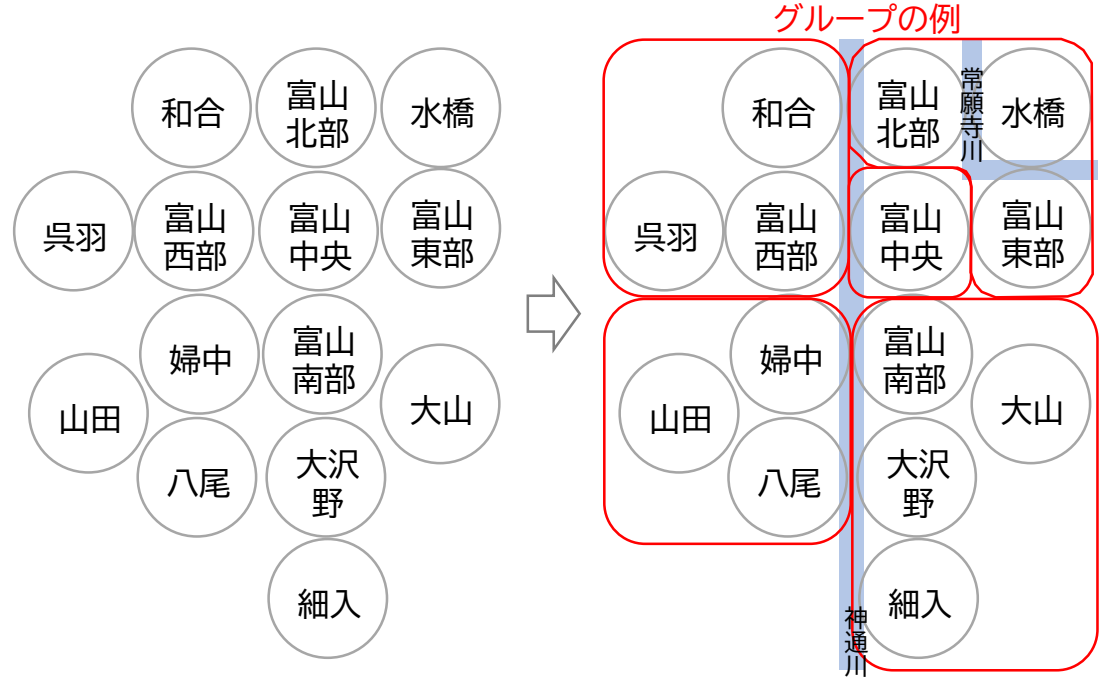 グループの例
和合
富山
北部
水橋
呉羽
富山
西部
富山
中央
富山
東部
婦中
富山
南部
山田
大山
八尾
大沢
野
細入
和合
富山
北部
常願寺川
水橋
呉羽
富山
西部
富山
中央
富山
東部
婦中
富山
南部
山田
大山
八尾
大沢
野
細入
神通川